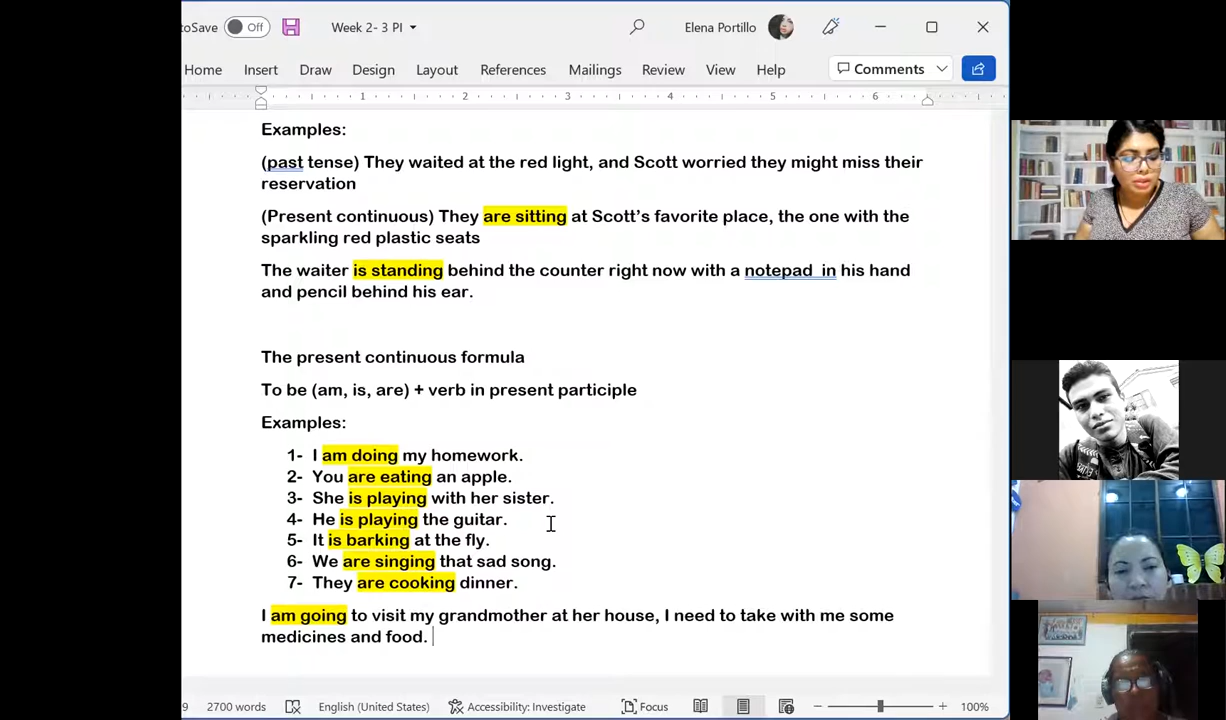 toSave Off Week 2- 3 PI Elena Portillo
Home Insert Draw Design Layout References Mailings Review View Help Comments
1 2 3 4 5 6
Examples:
(past tense) They waited at the red light, and Scott worried they might miss their
reservation
(Present continuous) They are sitting at Scott's favorite place, the one with the
sparkling red plastic seats
The waiter is standing behind the counter right now with a notepad in his hand
and pencil behind his ear.
The present continuous formula
To be (am, is, are) + verb in present participle
Examples:
1- I am doing my homework.
2- You are eating an apple.
3- She is playing with her sister.
4- He is playing the guitar.
5- It is barking at the fly.
6- We are singing that sad song.
7- They are cooking dinner.
I am going to visit my grandmother at her house, I need to take with me some
medicines and food.
9 2700 words English (United States) Accessibility: Investigate Focus 100%